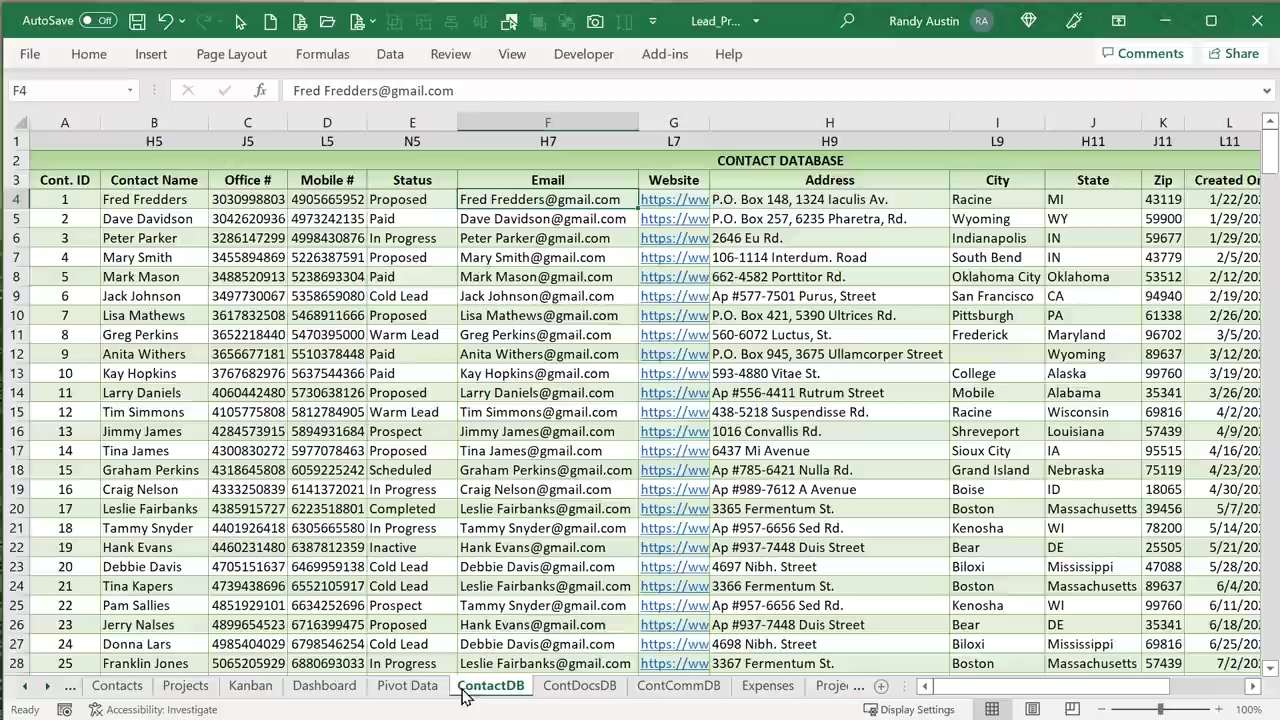 AutoSave Off Lead_Pr... Randy Austin RA
File Home Insert Page Layout Formulas Data Review View Developer Add-ins Help Comments Share
F4 fx Fred Fredders@gmail.com
A B C D E F G H I J K L
1 H5 J5 L5 N5 H7 L7 H9 L9 H11 J11 L11
2 CONTACT DATABASE
3 Cont. ID Contact Name Office # Mobile # Status Email Website Address City State Zip Created On
4 1 Fred Fredders 3030998803 4905665952 Proposed Fred Fredders@gmail.com https://ww P.O. Box 148, 1324 Iaculis Av. Racine MI 43119 1/22/20
5 2 Dave Davidson 3042620936 4973242135 Paid Dave Davidson@gmail.com https://ww P.O. Box 257, 6235 Pharetra, Rd. Wyoming WY 59900 1/29/20
6 3 Peter Parker 3286147299 4998430876 In Progress Peter Parker@gmail.com https://ww 2646 Eu Rd. Indianapolis IN 59677 1/29/20
7 4 Mary Smith 3455894869 5226387591 Proposed Mary Smith@gmail.com https://ww 106-1114 Interdum. Road South Bend IN 43779 2/5/20
8 5 Mark Mason 3488520913 5238693304 Paid Mark Mason@gmail.com https://ww 662-4582 Porttitor Rd. Oklahoma City Oklahoma 53512 2/12/20
9 6 Jack Johnson 3497730067 5358659080 Cold Lead Jack Johnson@gmail.com https://ww Ap #577-7501 Purus, Street San Francisco CA 94940 2/19/20
10 7 Lisa Mathews 3617832508 5468911666 Proposed Lisa Mathews@gmail.com https://ww P.O. Box 421, 5390 Ultrices Rd. Pittsburgh PA 61338 2/26/20
11 8 Greg Perkins 3652218440 5470395000 Warm Lead Greg Perkins@gmail.com https://ww 560-6072 Luctus, St. Frederick Maryland 96702 3/5/20
12 9 Anita Withers 3656677181 5510378448 Paid Anita Withers@gmail.com https://ww P.O. Box 945, 3675 Ullamcorper Street Wyoming 89637 3/12/20
13 10 Kay Hopkins 3767682976 5637544366 Paid Kay Hopkins@gmail.com https://ww 593-4880 Vitae St. College Alaska 99760 3/19/20
14 11 Larry Daniels 4060442480 5730638126 Proposed Larry Daniels@gmail.com https://ww Ap #556-4411 Rutrum Street Mobile Alabama 35341 3/26/20
15 12 Tim Simmons 4105775808 5812784905 Warm Lead Tim Simmons@gmail.com https://ww 438-5218 Suspendisse Rd. Racine Wisconsin 69816 4/2/20
16 13 Jimmy James 4284573915 5894931684 Prospect Jimmy James@gmail.com https://ww 1016 Convallis Rd. Shreveport Louisiana 57439 4/9/20
17 14 Tina James 4300830272 5977078463 Proposed Tina James@gmail.com https://ww 6437 Mi Avenue Sioux City IA 95515 4/16/20
18 15 Graham Perkins 4318645808 6059225242 Scheduled Graham Perkins@gmail.com https://ww Ap #785-6421 Nulla Rd. Grand Island Nebraska 75119 4/23/20
19 16 Craig Nelson 4333250839 6141372021 In Progress Craig Nelson@gmail.com https://ww Ap #989-7612 A Avenue Boise ID 18065 4/30/20
20 17 Leslie Fairbanks 4385915727 6223518801 Completed Leslie Fairbanks@gmail.com https://ww 3365 Fermentum St. Boston Massachusetts 39456 5/7/20
21 18 Tammy Snyder 4401926418 6305665580 In Progress Tammy Snyder@gmail.com https://ww Ap #957-6656 Sed Rd. Kenosha WI 78200 5/14/20
22 19 Hank Evans 4460231480 6387812359 Inactive Hank Evans@gmail.com https://ww Ap #937-7448 Duis Street Bear DE 25505 5/21/20
23 20 Debbie Davis 4705151637 6469959138 Cold Lead Debbie Davis@gmail.com https://ww 4697 Nibh. Street Biloxi Mississippi 47088 5/28/20
24 21 Tina Kapers 4739438696 6552105917 Cold Lead Leslie Fairbanks@gmail.com https://ww 3366 Fermentum St. Boston Massachusetts 89637 6/4/20
25 22 Pam Sallies 4851929101 6634252696 Prospect Tammy Snyder@gmail.com https://ww Ap #957-6656 Sed Rd. Kenosha WI 99760 6/11/20
26 23 Jerry Nalses 4899654523 6716399475 Proposed Hank Evans@gmail.com https://ww Ap #937-7448 Duis Street Bear DE 35341 6/18/20
27 24 Donna Lars 4985404029 6798546254 Cold Lead Debbie Davis@gmail.com https://ww 4698 Nibh. Street Biloxi Mississippi 69816 6/25/20
28 25 Franklin Jones 5065205929 6880693033 In Progress Leslie Fairbanks@gmail.com https://ww 3367 Fermentum St. Boston Massachusetts 57439 7/2/20
... Contacts Projects Kanban Dashboard Pivot Data ContactDB ContDocsDB ContCommDB Expenses Proje ...
Ready Accessibility: Investigate Display Settings 100%